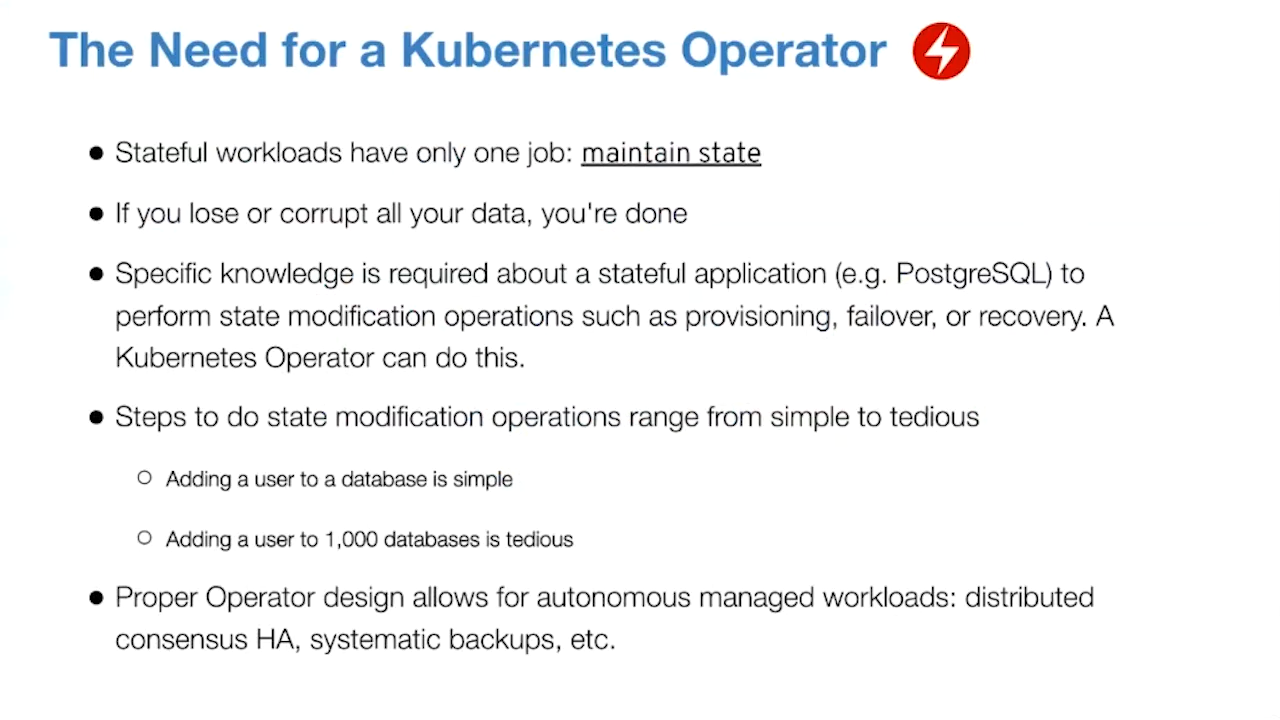 The Need for a Kubernetes Operator
● Stateful workloads have only one job: maintain state
● If you lose or corrupt all your data, you're done
● Specific knowledge is required about a stateful application (e.g. PostgreSQL) to
perform state modification operations such as provisioning, failover, or recovery. A
Kubernetes Operator can do this.
● Steps to do state modification operations range from simple to tedious
○ Adding a user to a database is simple
○ Adding a user to 1,000 databases is tedious
● Proper Operator design allows for autonomous managed workloads: distributed
consensus HA, systematic backups, etc.